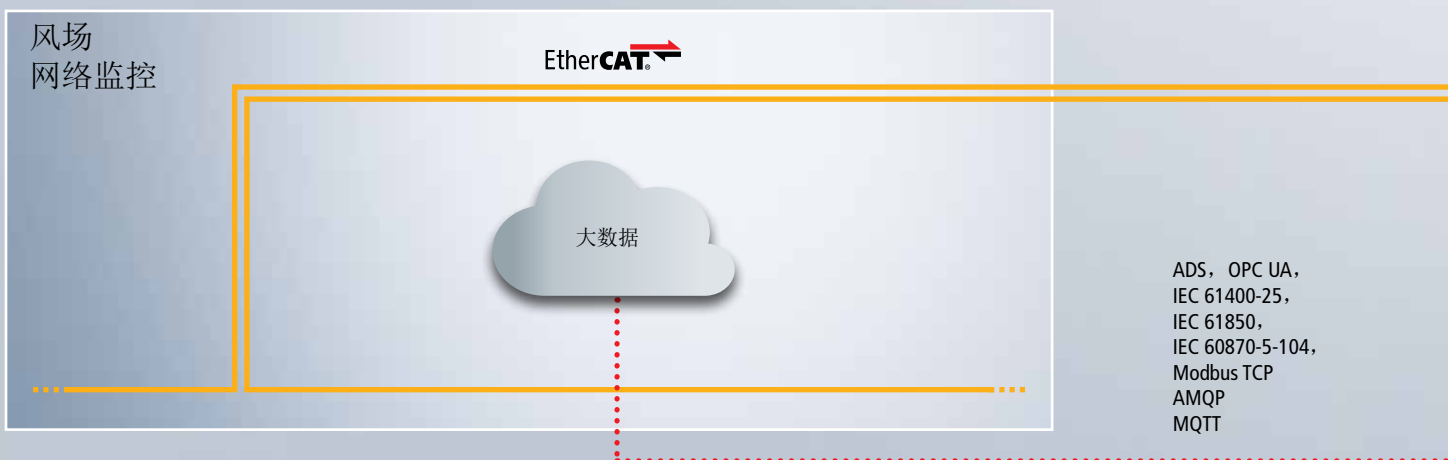 风场
网络监控
EtherCAT®
大数据
ADS，OPC UA，
IEC 61400-25，
IEC 61850，
IEC 60870-5-104，
Modbus TCP
AMQP
MQTT